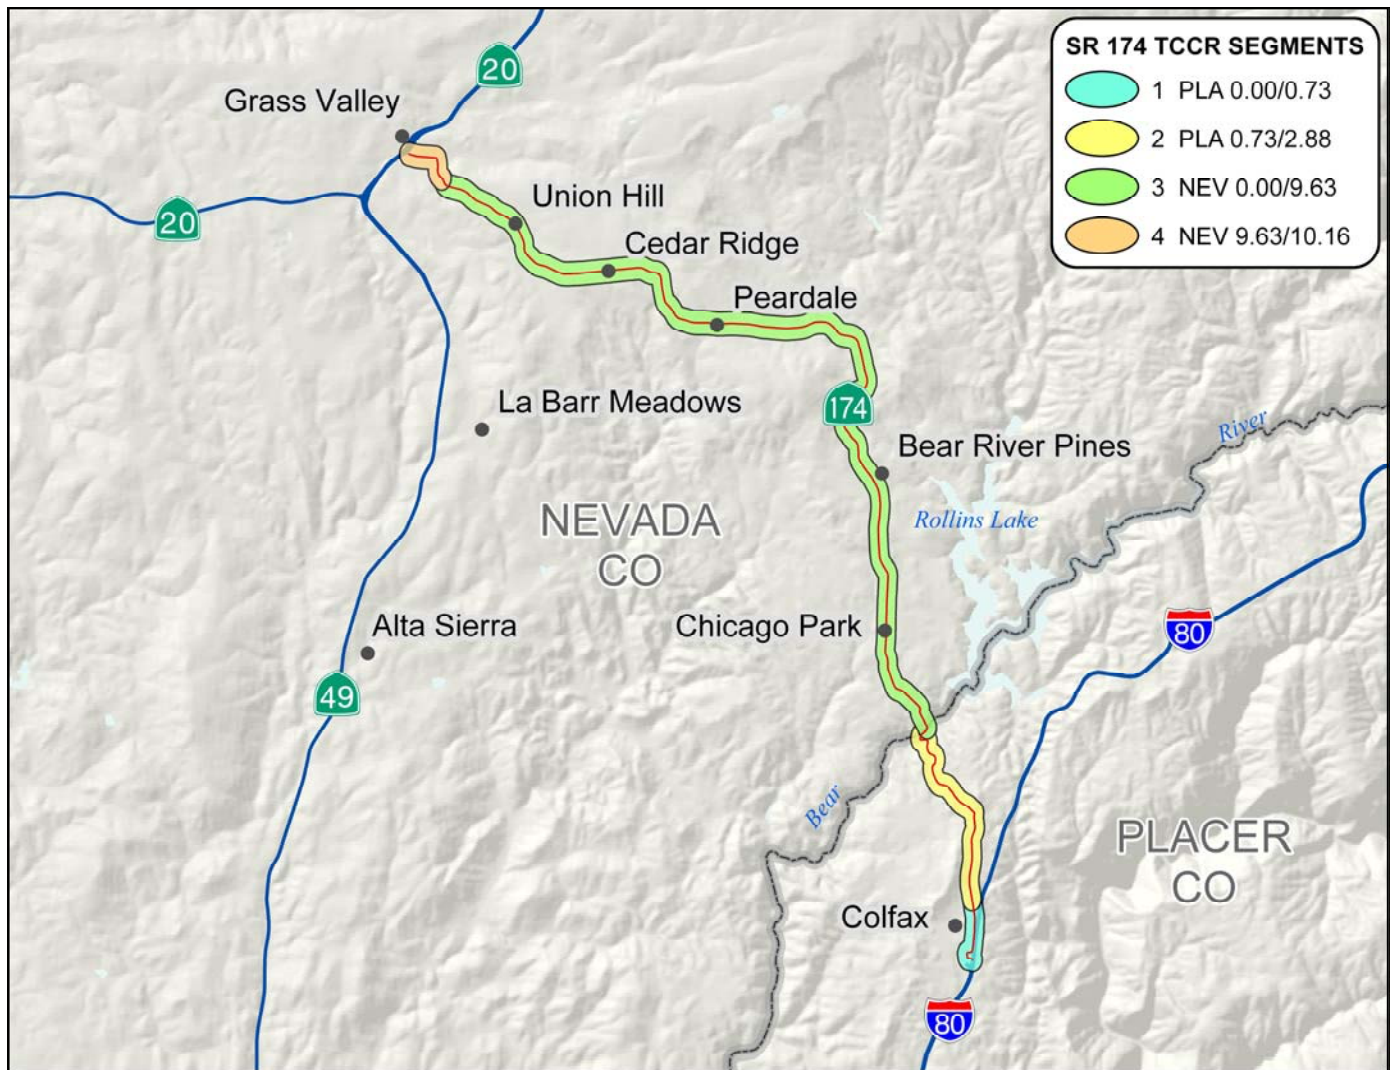 SR 174 TCCR SEGMENTS
1 PLA 0.00/0.73
2 PLA 0.73/2.88
3 NEV 0.00/9.63
4 NEV 9.63/10.16
20
Grass Valley
Union Hill
20
Cedar Ridge
Peardale
174
La Barr Meadows
River
Bear River Pines
NEVADA
CO
Rollins Lake
Alta Sierra
Chicago Park
80
49
Bear
PLACER
CO
Colfax
80